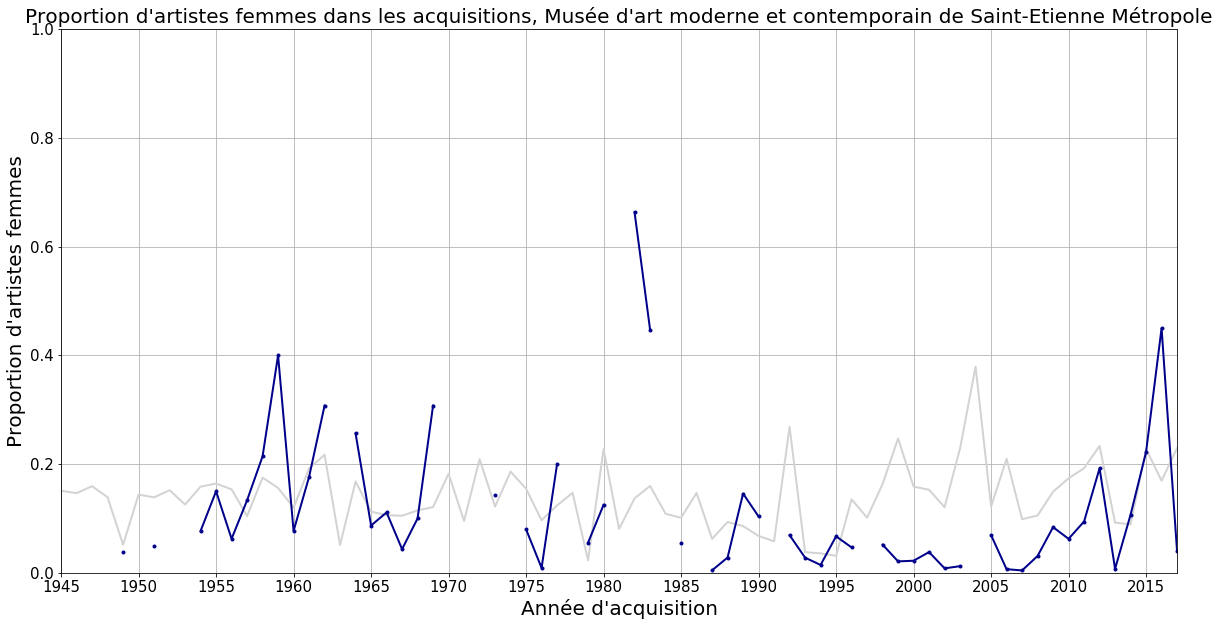 Proportion d'artistes femmes dans les acquisitions, Musée d'art moderne et contemporain de Saint-Etienne Métropole
1.0
0.8
0.6
0.4
0.2
0.0
Proportion d'artistes femmes
1945 1950 1955 1960 1965 1970 1975 1980 1985 1990 1995 2000 2005 2010 2015
Année d'acquisition